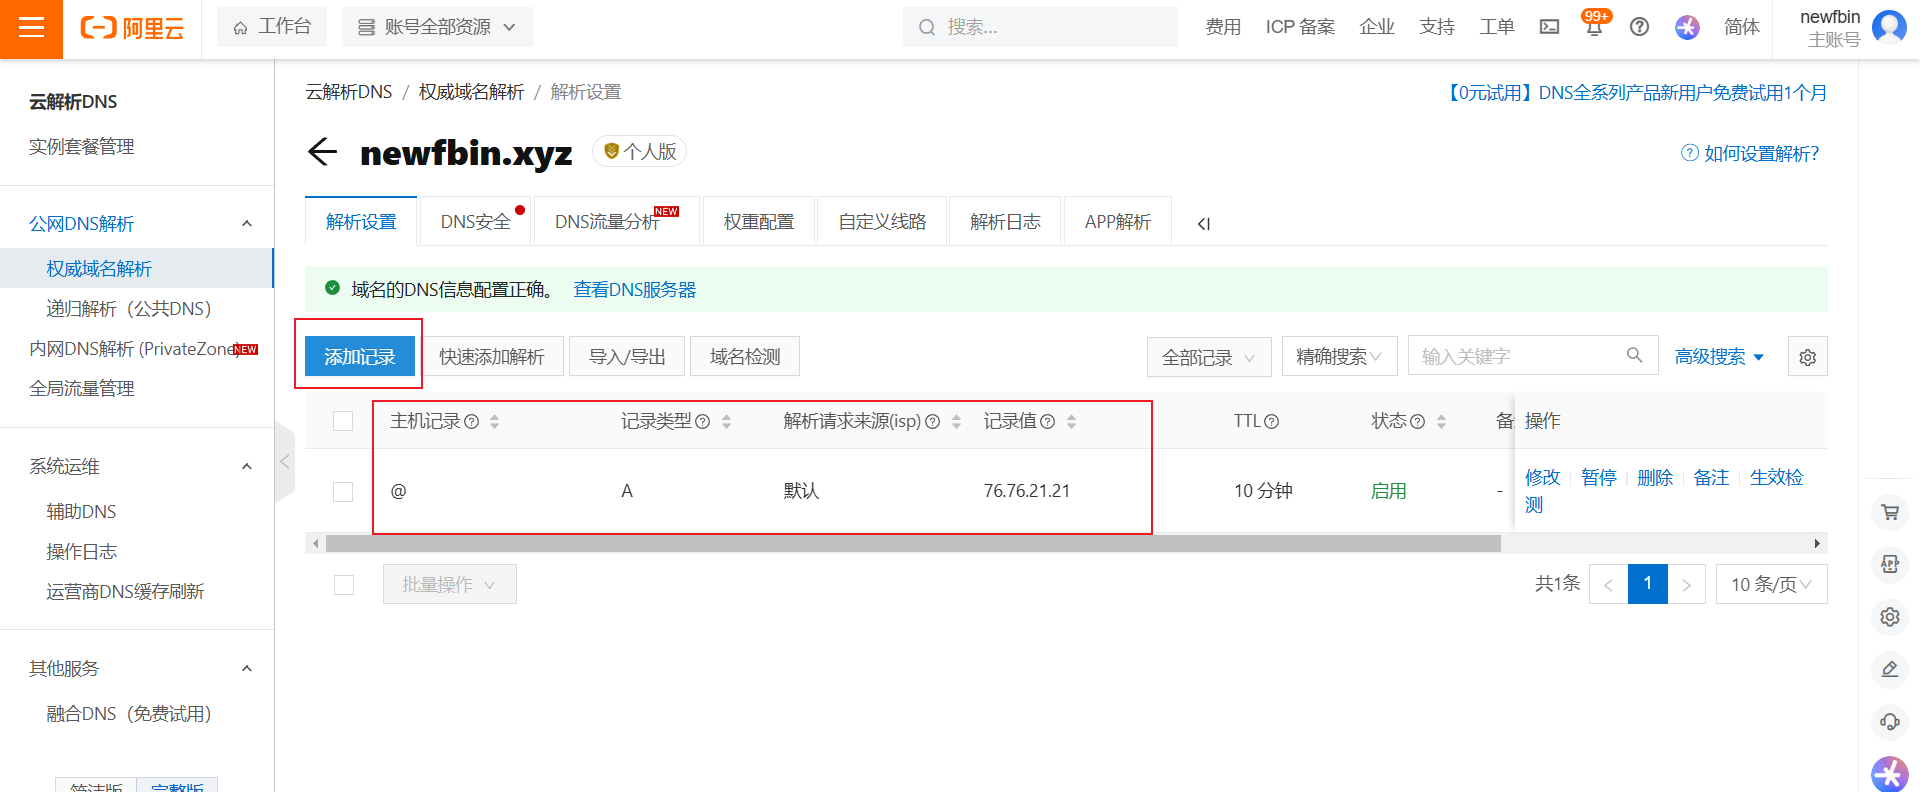 阿里云 工作台 账号全部资源 搜索... 费用 ICP 备案 企业 支持 工单 99+ 简体 newfbin
主账号
云解析DNS
实例套餐管理
公网DNS解析
权威域名解析
递归解析（公共DNS）
内网DNS解析 (PrivateZone) NEW
全局流量管理
系统运维
辅助DNS
操作日志
运营商DNS缓存刷新
其他服务
融合DNS（免费试用）
简洁版 完整版
云解析DNS / 权威域名解析 / 解析设置 【0元试用】DNS全系列产品新用户免费试用1个月
newfbin.xyz 个人版 如何设置解析?
解析设置 DNS安全 DNS流量分析 NEW 权重配置 自定义线路 解析日志 APP解析
域名的DNS信息配置正确。 查看DNS服务器
添加记录 快速添加解析 导入/导出 域名检测 全部记录 精确搜索 输入关键字 高级搜索
主机记录 记录类型 解析请求来源(isp) 记录值 TTL 状态 操作
@ A 默认 76.76.21.21 10 分钟 启用 - 修改 暂停 删除 备注 生效检
测
批量操作 共1条 < 1 > 10 条/页
APP